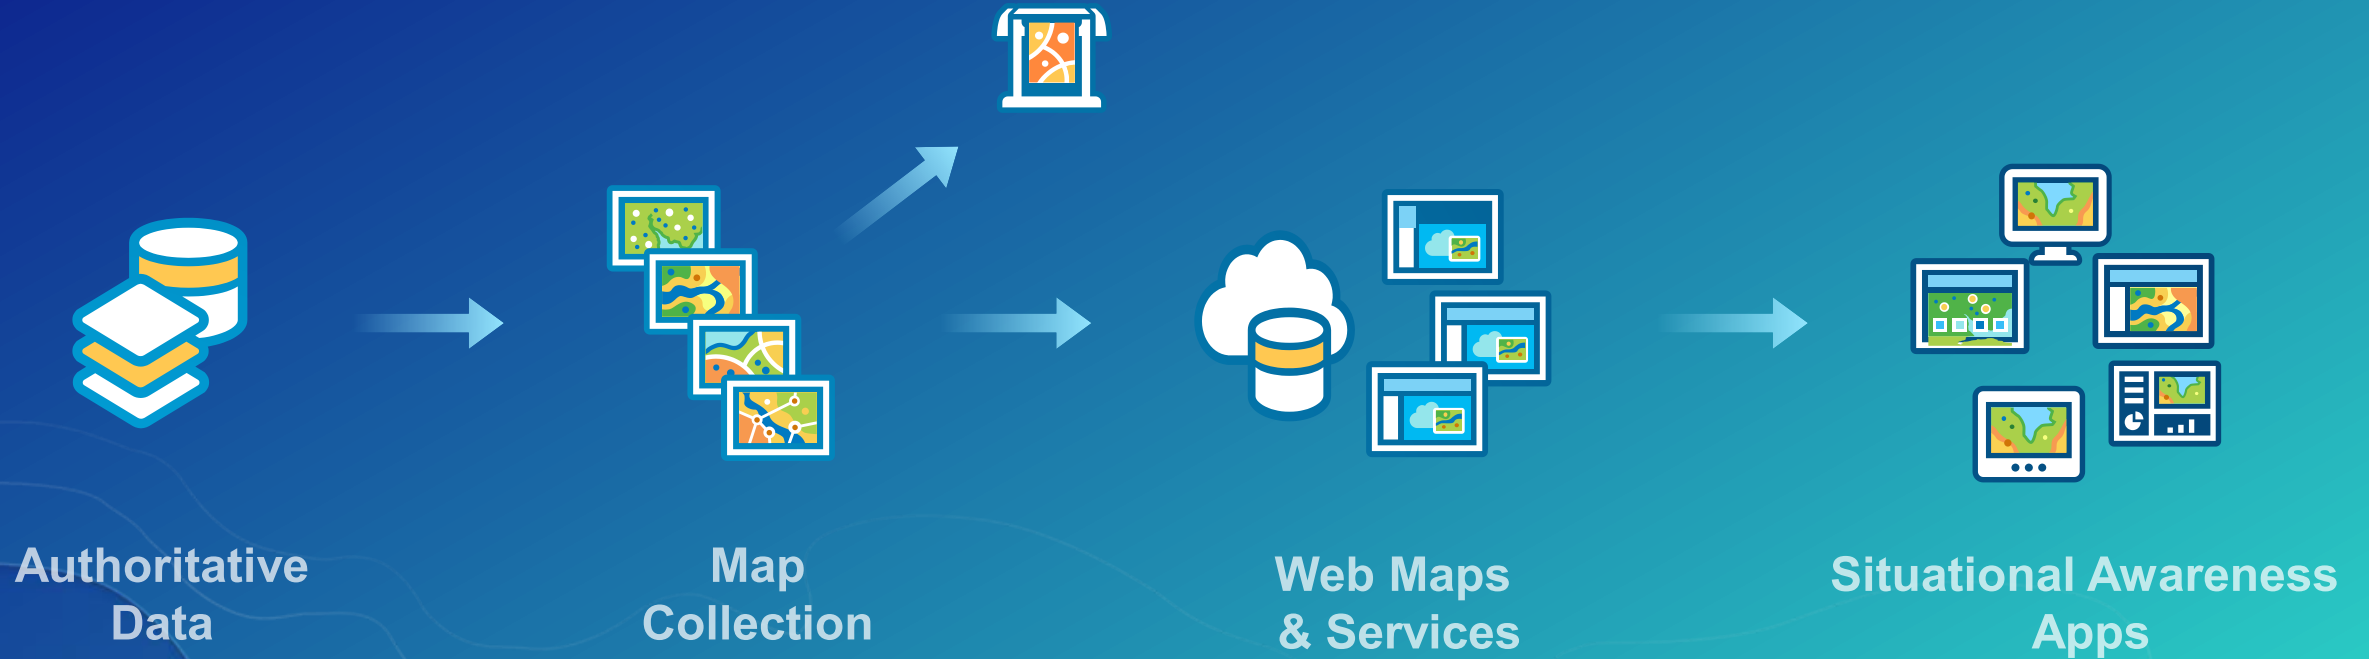 Authoritative
Data
Map
Collection
Web Maps
& Services
Situational Awareness
Apps